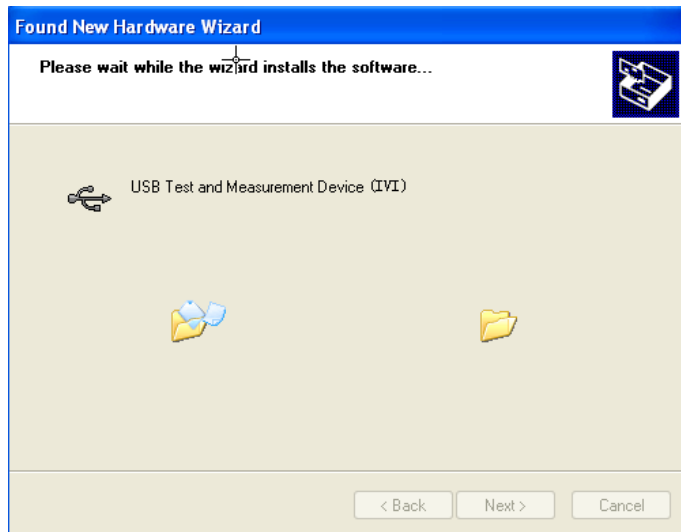 Found New Hardware Wizard
Please wait while the wizard installs the software...
USB Test and Measurement Device (IVI)
< Back
Next >
Cancel